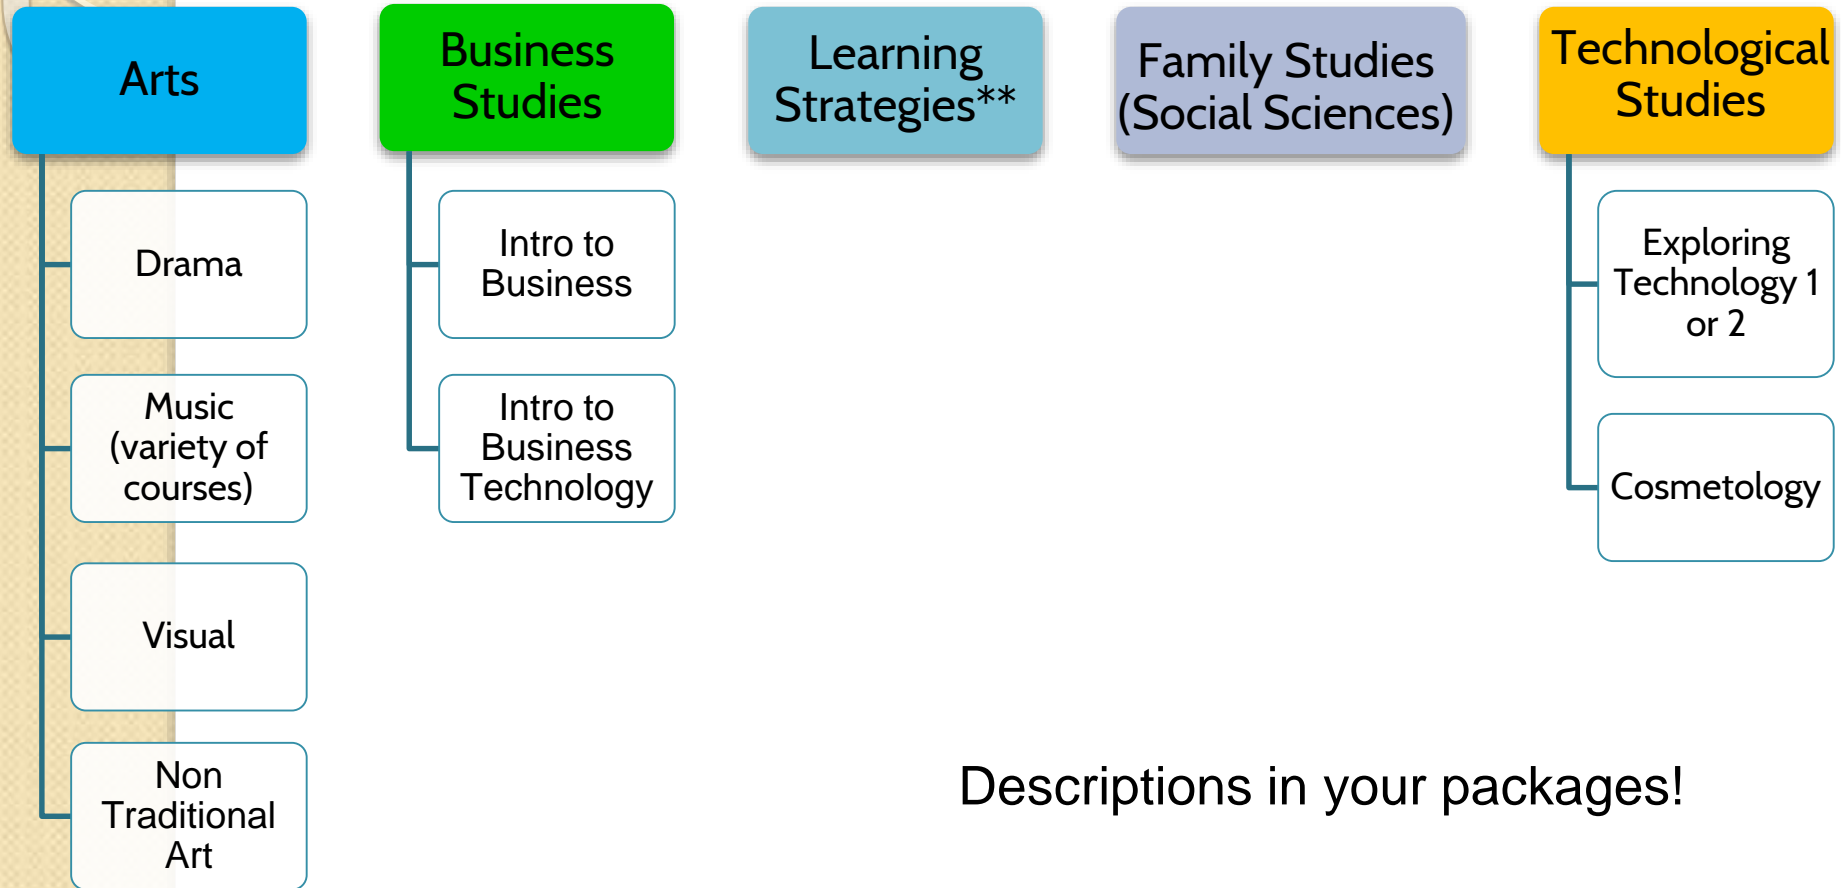 Arts
Drama
Music
(variety of
courses)
Visual
Non
Traditional
Art
Business
Studies
Intro to
Business
Intro to
Business
Technology
Learning
Strategies**
Family Studies
(Social Sciences)
Technological
Studies
Exploring
Technology 1
or 2
Cosmetology
Descriptions in your packages!